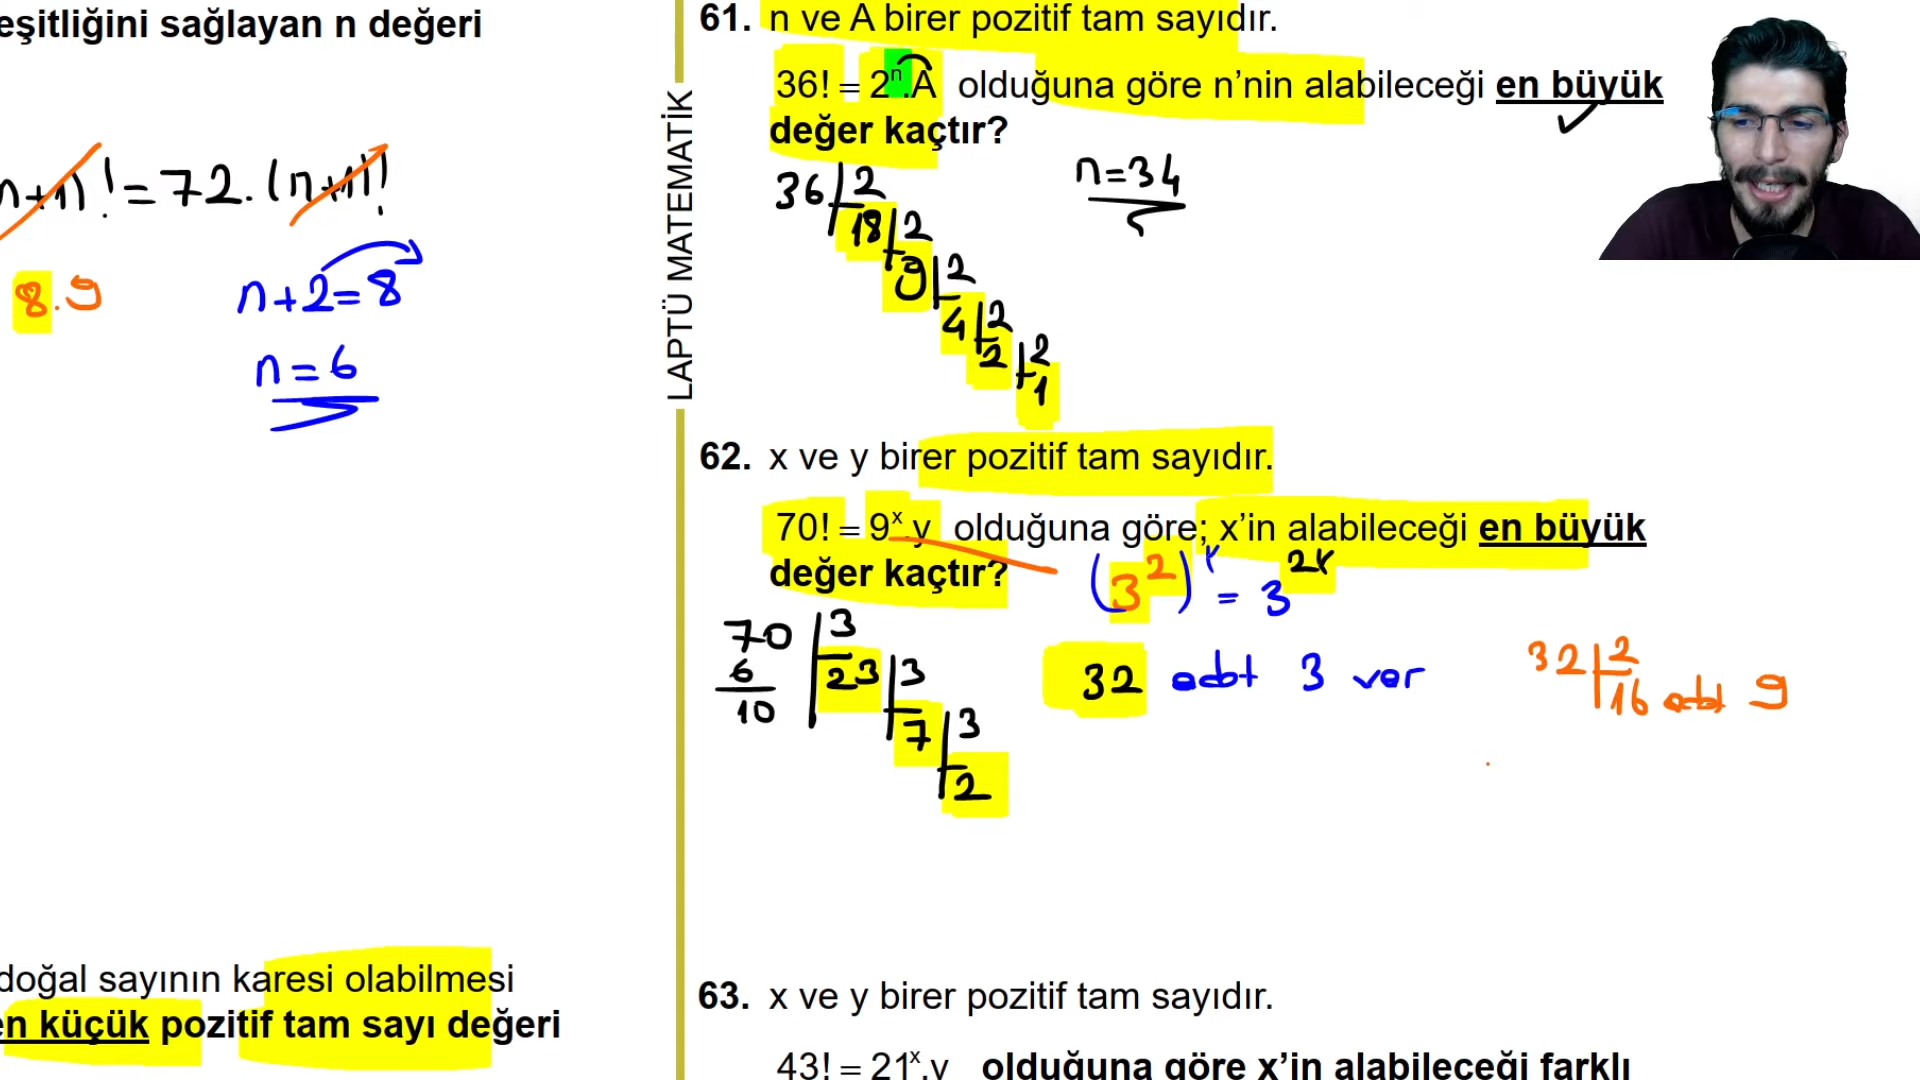 eşitliğini sağlayan n değeri
n+1)! = 72.(n+1)!
8.9
n+2=8
n=6
doğal sayının karesi olabilmesi
en küçük pozitif tam sayı değeri
LAPTÜ MATEMATİK
61. n ve A birer pozitif tam sayıdır.
36! = 2ⁿ.A olduğuna göre n’nin alabileceği en büyük
değer kaçtır?
36 2
18 2
9 2
4 2
2 2
1
n=34
62. x ve y birer pozitif tam sayıdır.
70! = 9ˣ.y olduğuna göre; x’in alabileceği en büyük
değer kaçtır?
(3²)ˣ = 3²ˣ
70 3
6 23 3
10 7 3
2
32 adet 3 var
32 2
16 adet 9
63. x ve y birer pozitif tam sayıdır.
43! = 21ˣ.y olduğuna göre x’in alabileceği farklı